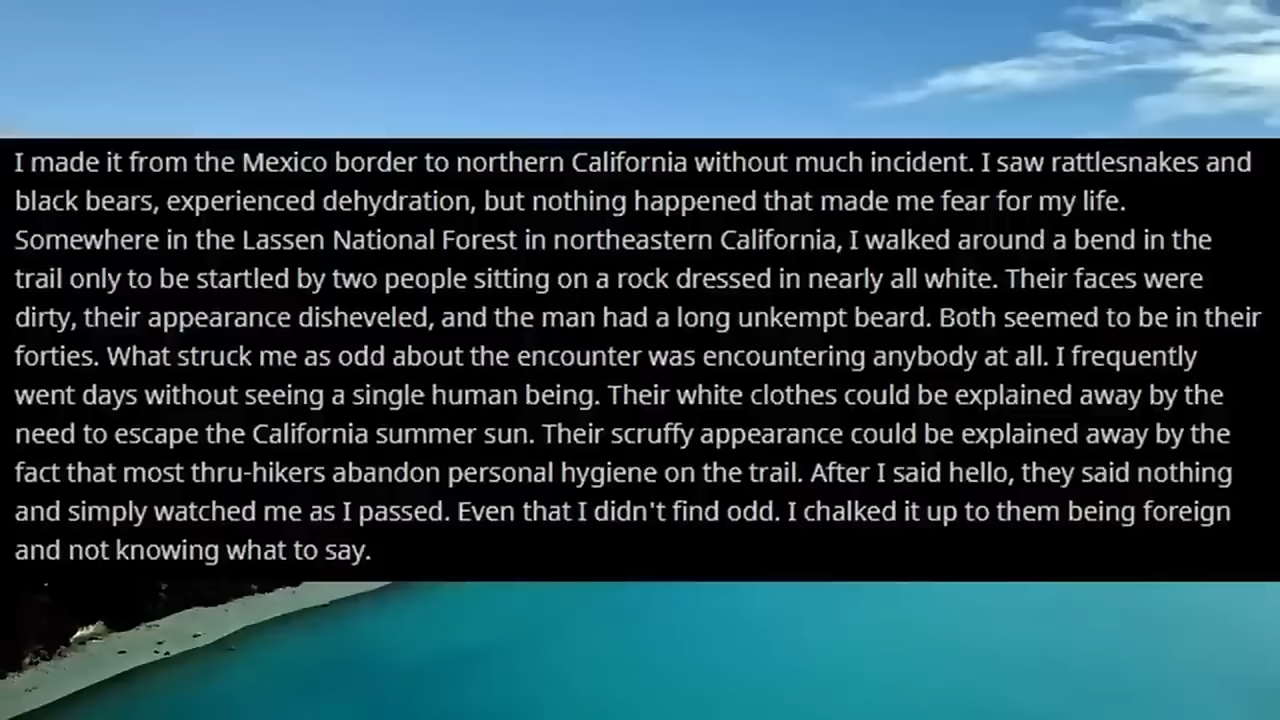 I made it from the Mexico border to northern California without much incident. I saw rattlesnakes and
black bears, experienced dehydration, but nothing happened that made me fear for my life.
Somewhere in the Lassen National Forest in northeastern California, I walked around a bend in the
trail only to be startled by two people sitting on a rock dressed in nearly all white. Their faces were
dirty, their appearance disheveled, and the man had a long unkempt beard. Both seemed to be in their
forties. What struck me as odd about the encounter was encountering anybody at all. I frequently
went days without seeing a single human being. Their white clothes could be explained away by the
need to escape the California summer sun. Their scruffy appearance could be explained away by the
fact that most thru-hikers abandon personal hygiene on the trail. After I said hello, they said nothing
and simply watched me as I passed. Even that I didn't find odd. I chalked it up to them being foreign
and not knowing what to say.